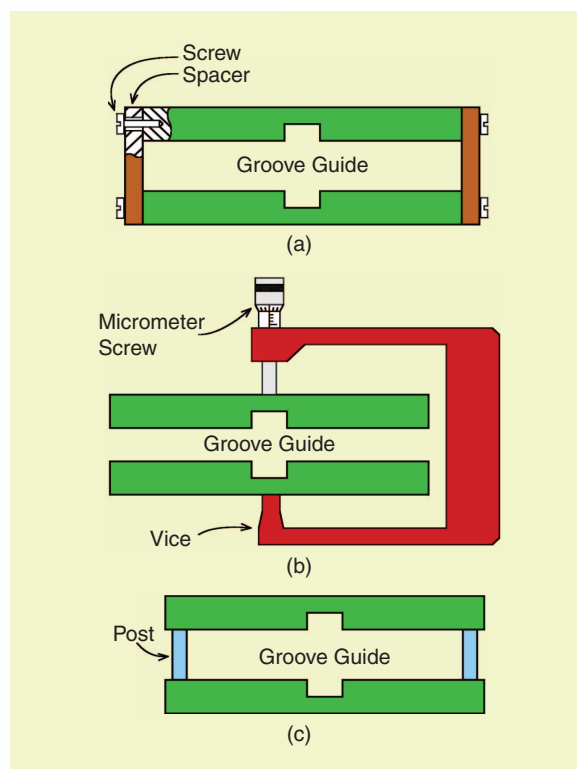 Screw
Spacer
Groove Guide
(a)
Micrometer
Screw
Groove Guide
Vice
(b)
Post
Groove Guide
(c)